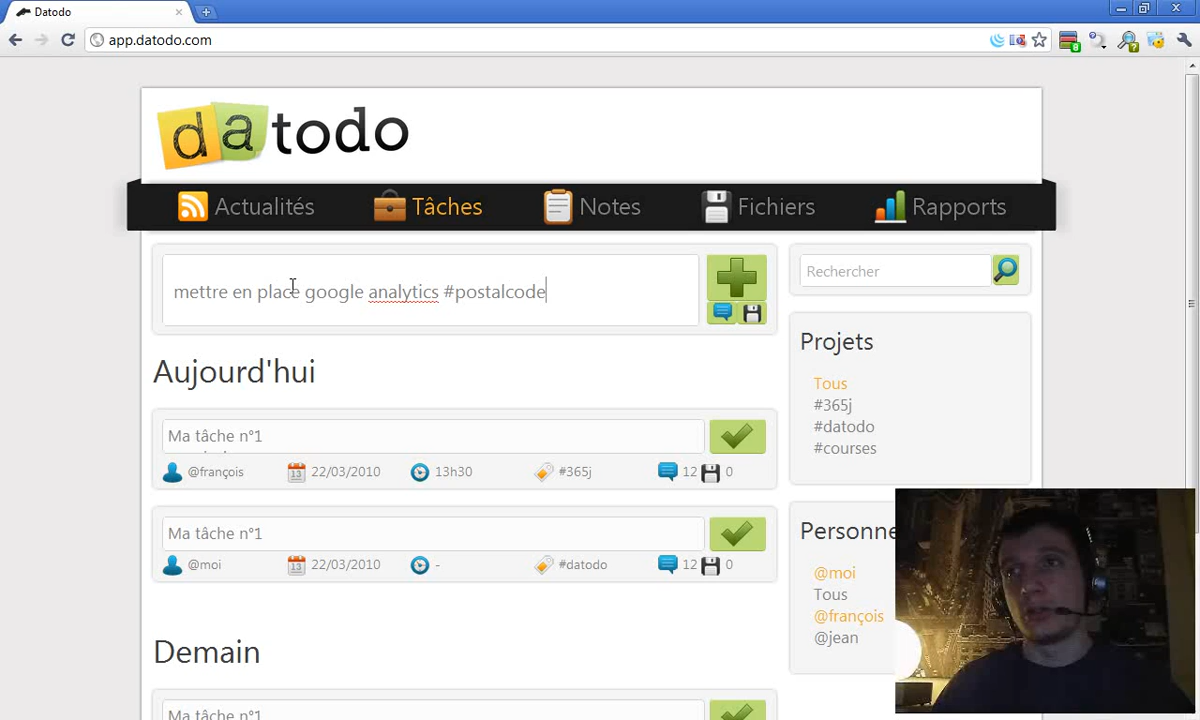 Datodo
app.datodo.com
datodo
Actualités Tâches Notes Fichiers Rapports
mettre en place google analytics #postalcode
Rechercher
Aujourd'hui
Ma tâche n°1
@françois 13 22/03/2010 13h30 #365j 12 0
Ma tâche n°1
@moi 13 22/03/2010 - #datodo 12 0
Demain
Ma tâche n°1
Projets
Tous
#365j
#datodo
#courses
Personne
@moi
Tous
@françois
@jean